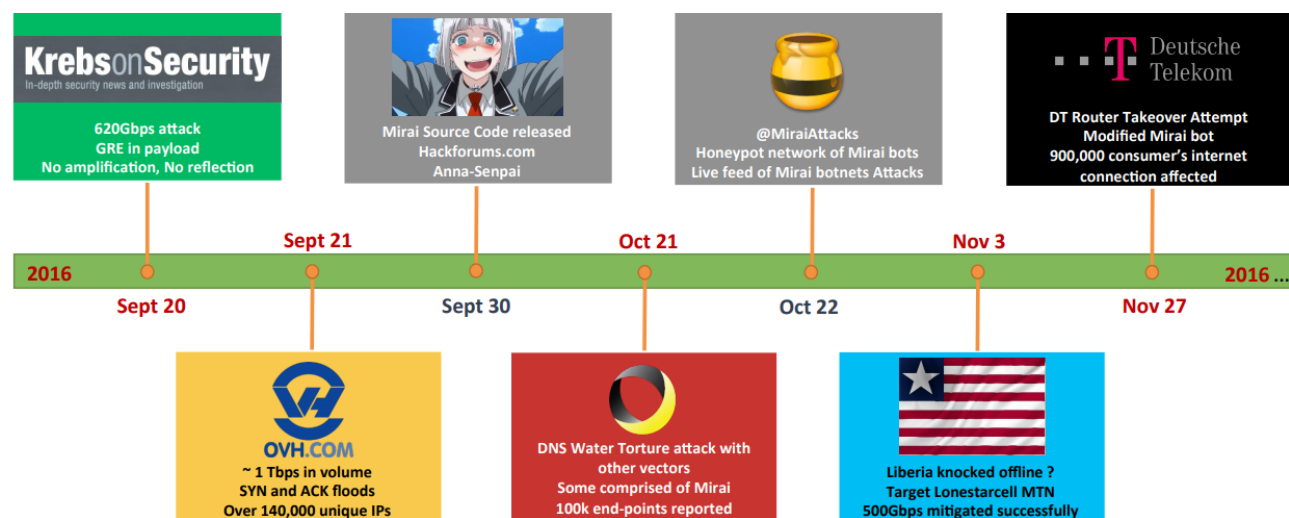 KrebsonSecurity
In-depth security news and investigation
620Gbps attack
GRE in payload
No amplification, No reflection
Mirai Source Code released
Hackforums.com
Anna-Senpai
@MiraiAttacks
Honeypot network of Mirai bots
Live feed of Mirai botnets Attacks
Deutsche
Telekom
DT Router Takeover Attempt
Modified Mirai bot
900,000 consumer's internet
connection affected
Sept 21
Oct 21
Nov 3
2016
2016 ...
Sept 20
Sept 30
Oct 22
Nov 27
OVH.COM
~ 1 Tbps in volume
SYN and ACK floods
Over 140,000 unique IPs
DNS Water Torture attack with
other vectors
Some comprised of Mirai
100k end-points reported
Liberia knocked offline ?
Target Lonestarcell MTN
500Gbps mitigated successfully